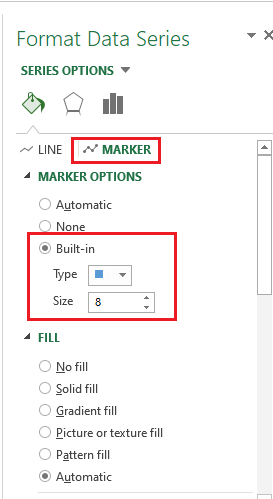 Format Data Series
SERIES OPTIONS
LINE MARKER
MARKER OPTIONS
Automatic
None
Built-in
Type
Size 8
FILL
No fill
Solid fill
Gradient fill
Picture or texture fill
Pattern fill
Automatic